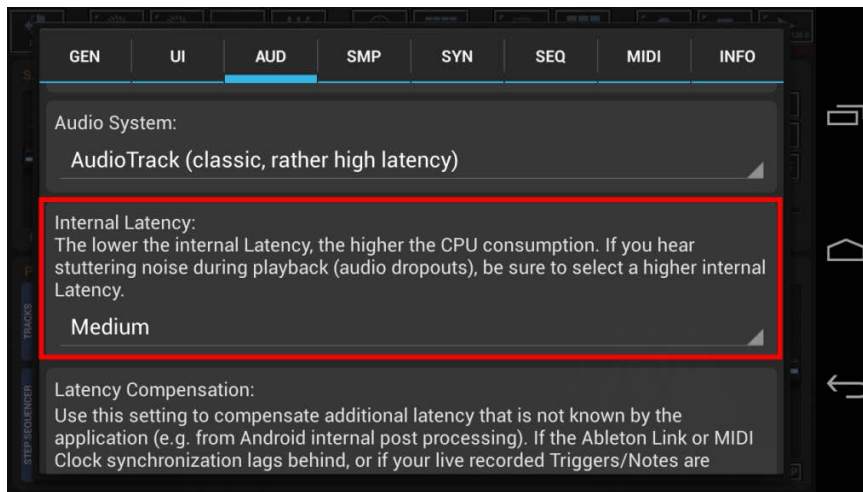 GEN UI AUD SMP SYN SEQ MIDI INFO
Audio System:
AudioTrack (classic, rather high latency)
Internal Latency:
The lower the internal Latency, the higher the CPU consumption. If you hear
stuttering noise during playback (audio dropouts), be sure to select a higher internal
Latency.
Medium
Latency Compensation:
Use this setting to compensate additional latency that is not known by the
application (e.g. from Android internal post processing). If the Ableton Link or MIDI
Clock synchronization lags behind, or if your live recorded Triggers/Notes are
TRACKS
STEP SEQUENCER